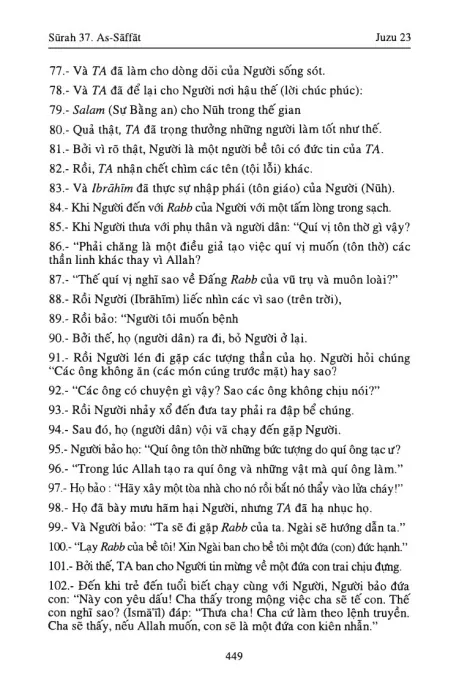 Sūrah 37. As-Sāffāt Juzu 23
77.- Và TA đã làm cho dòng dõi của Người sống sót.
78.- Và TA đã để lại cho Người nơi hậu thế (lời chúc phúc):
79.- Salam (Sự Bằng an) cho Nūh trong thế gian
80.- Quả thật, TA đã trọng thưởng những người làm tốt như thế.
81.- Bởi vì rõ thật, Người là một người bề tôi có đức tin của TA.
82.- Rồi, TA nhận chết chìm các tên (tội lỗi) khác.
83.- Và Ibrāhīm đã thực sự nhập phái (tôn giáo) của Người (Nūh).
84.- Khi Người đến với Rabb của Người với một tấm lòng trong sạch.
85.- Khi Người thưa với phụ thân và người dân: “Quí vị tôn thờ gì vậy?
86.- “Phải chăng là một điều giả tạo việc quí vị muốn (tôn thờ) các
thần linh khác thay vì Allah?
87.- “Thế quí vị nghĩ sao về Đấng Rabb của vũ trụ và muôn loài?”
88.- Rồi Người (Ibrāhīm) liếc nhìn các vì sao (trên trời),
89.- Rồi bảo: “Người tôi muốn bệnh
90.- Bởi thế, họ (người dân) ra đi, bỏ Người ở lại.
91.- Rồi Người lén đi gặp các tượng thần của họ. Người hỏi chúng
“Các ông không ăn (các món cúng trước mặt) hay sao?
92.- “Các ông có chuyện gì vậy? Sao các ông không chịu nói?”
93.- Rồi Người nhảy xổ đến đưa tay phải ra đập bể chúng.
94.- Sau đó, họ (người dân) vội vã chạy đến gặp Người.
95.- Người bảo họ: “Quí ông tôn thờ những bức tượng do quí ông tạc ư?
96.- “Trong lúc Allah tạo ra quí ông và những vật mà quí ông làm.”
97.- Họ bảo : “Hãy xây một tòa nhà cho nó rồi bắt nó thẩy vào lửa cháy!”
98.- Họ đã bày mưu hãm hại Người, nhưng TA đã hạ nhục họ.
99.- Và Người bảo: “Ta sẽ đi gặp Rabb của ta. Ngài sẽ hướng dẫn ta.”
100.- “Lạy Rabb của bề tôi! Xin Ngài ban cho bề tôi một đứa (con) đức hạnh.”
101.- Bởi thế, TA ban cho Người tin mừng về một đứa con trai chịu đựng.
102.- Đến khi trẻ đến tuổi biết chạy cùng với Người, Người bảo đứa
con: “Này con yêu dấu! Cha thấy trong mộng việc cha sẽ tế con. Thế
con nghĩ sao? (Ismā'īl) đáp: “Thưa cha! Cha cứ làm theo lệnh truyền.
Cha sẽ thấy, nếu Allah muốn, con sẽ là một đứa con kiên nhẫn.”
449